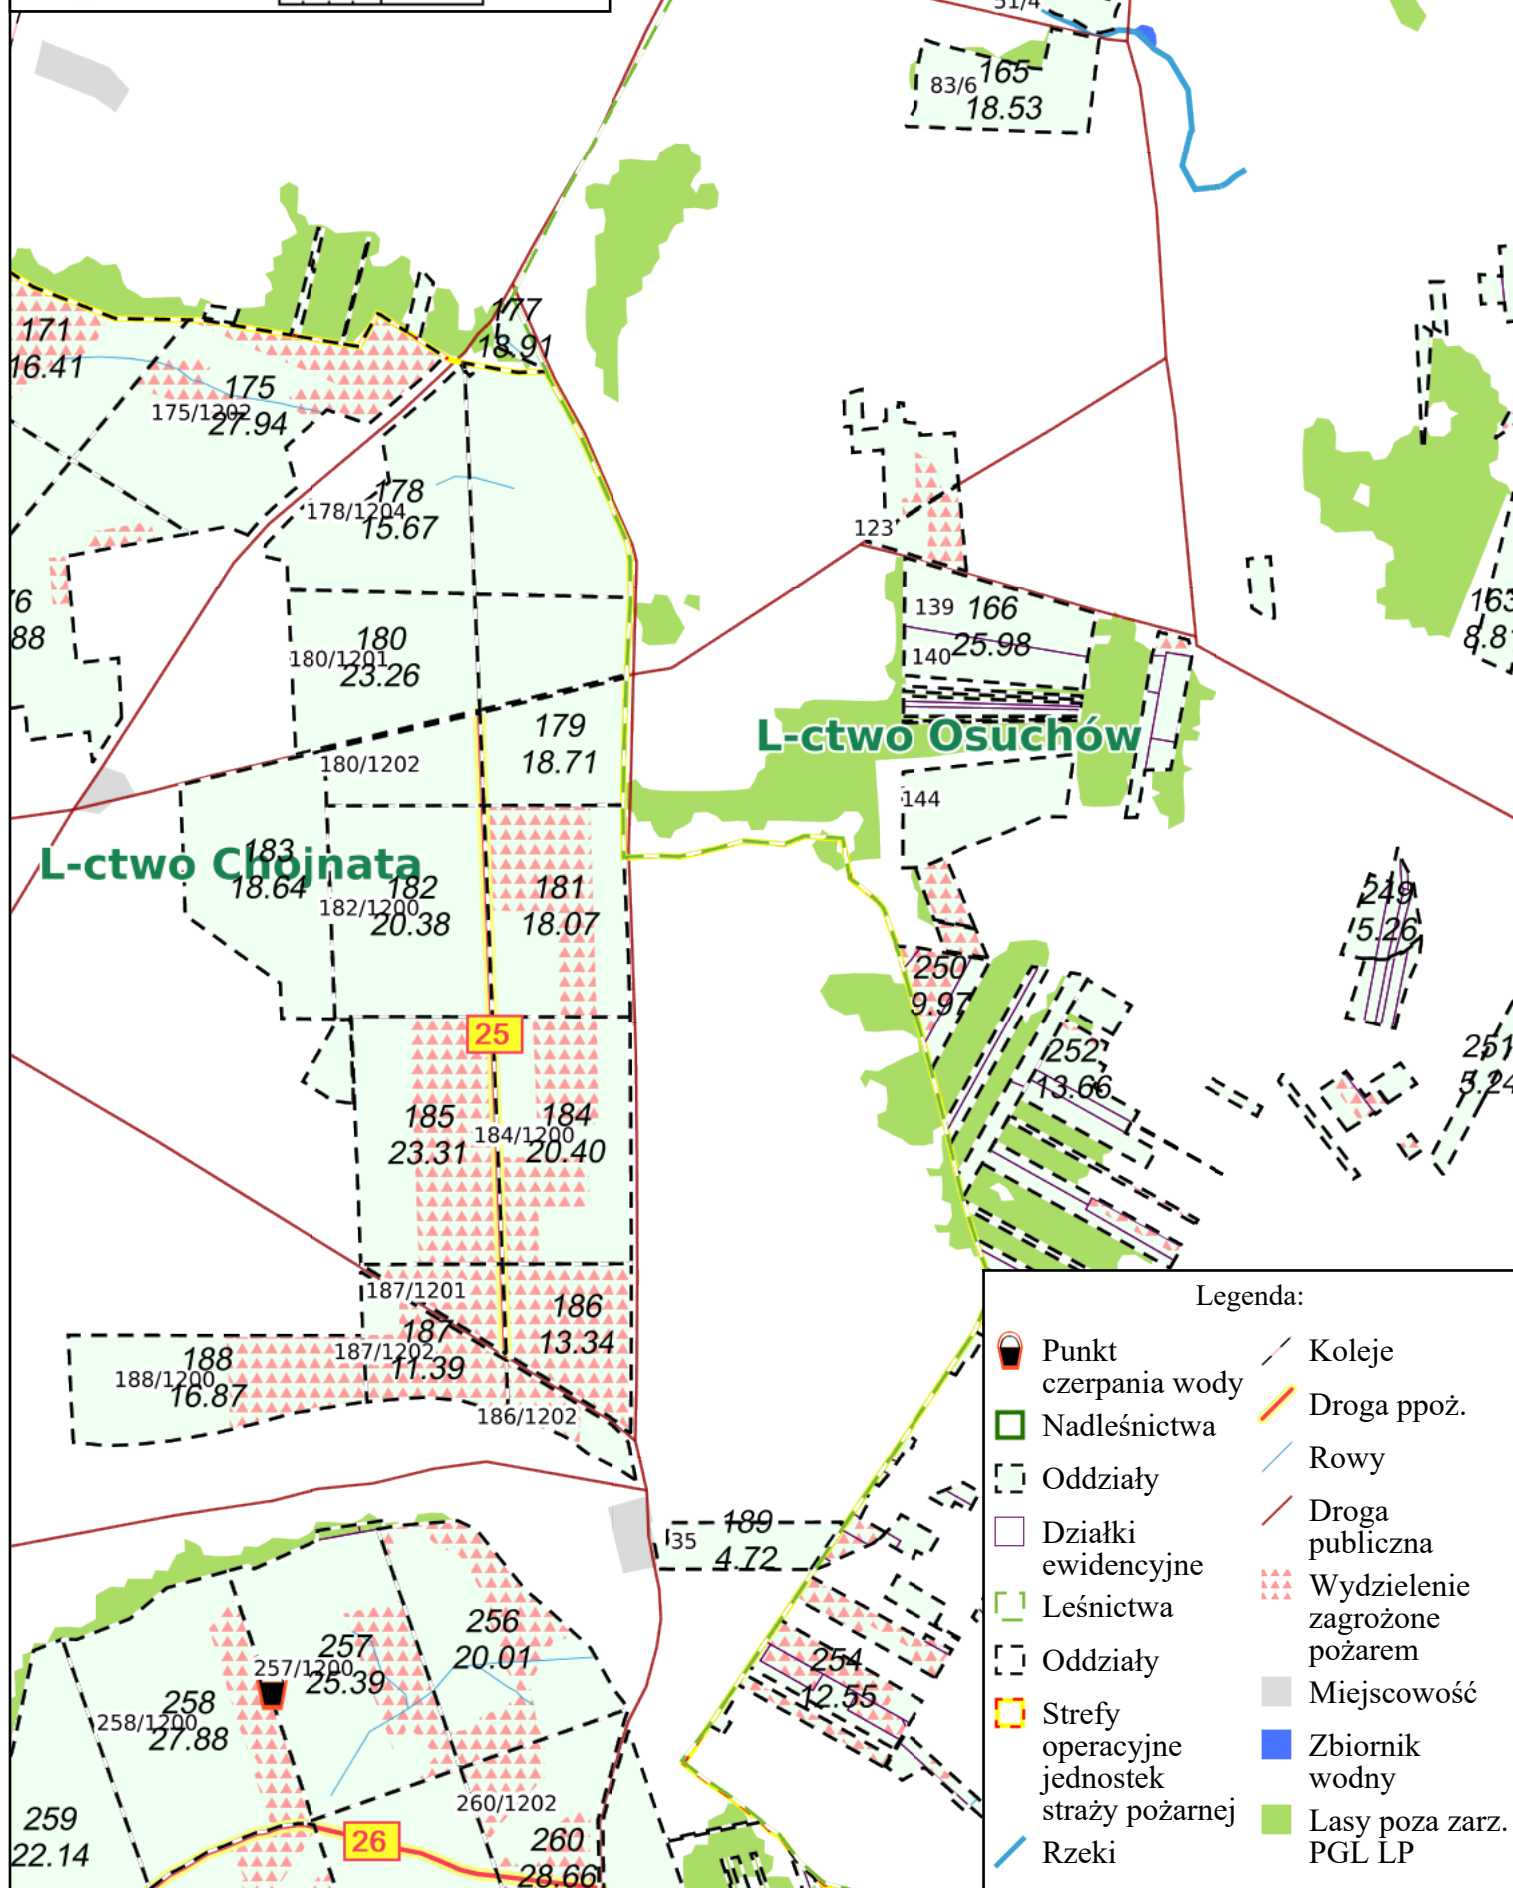 51/4
83/6
165
18.53
177
18.91
171
16.41
175
175/1202
27.94
178
178/1204
15.67
123
139
166
25.98
140
163
180
180/1201
23.26
179
18.71
180/1202
L-ctwo Osuchów
144
L-ctwo Chojnata
183
18.64
182
182/1200
20.38
181
18.07
249
5.26
250
9.97
25
252
13.66
251
5.24
185
23.31
184
184/1200
20.40
187/1201
186
13.34
187
187/1202
11.39
188
188/1200
16.87
186/1202
189
35
4.72
256
20.01
257
257/1200
25.39
258
258/1200
27.88
254
12.55
260/1202
259
22.14
26
260
28.66
Legenda:
Punkt
czerpania wody
Nadleśnictwa
Oddziały
Działki
ewidencyjne
Leśnictwa
Oddziały
Strefy
operacyjne
jednostek
straży pożarnej
Rzeki
Koleje
Droga ppoż.
Rowy
Droga
publiczna
Wydzielenie
zagrożone
pożarem
Miejscowość
Zbiornik
wodny
Lasy poza zarz.
PGL LP